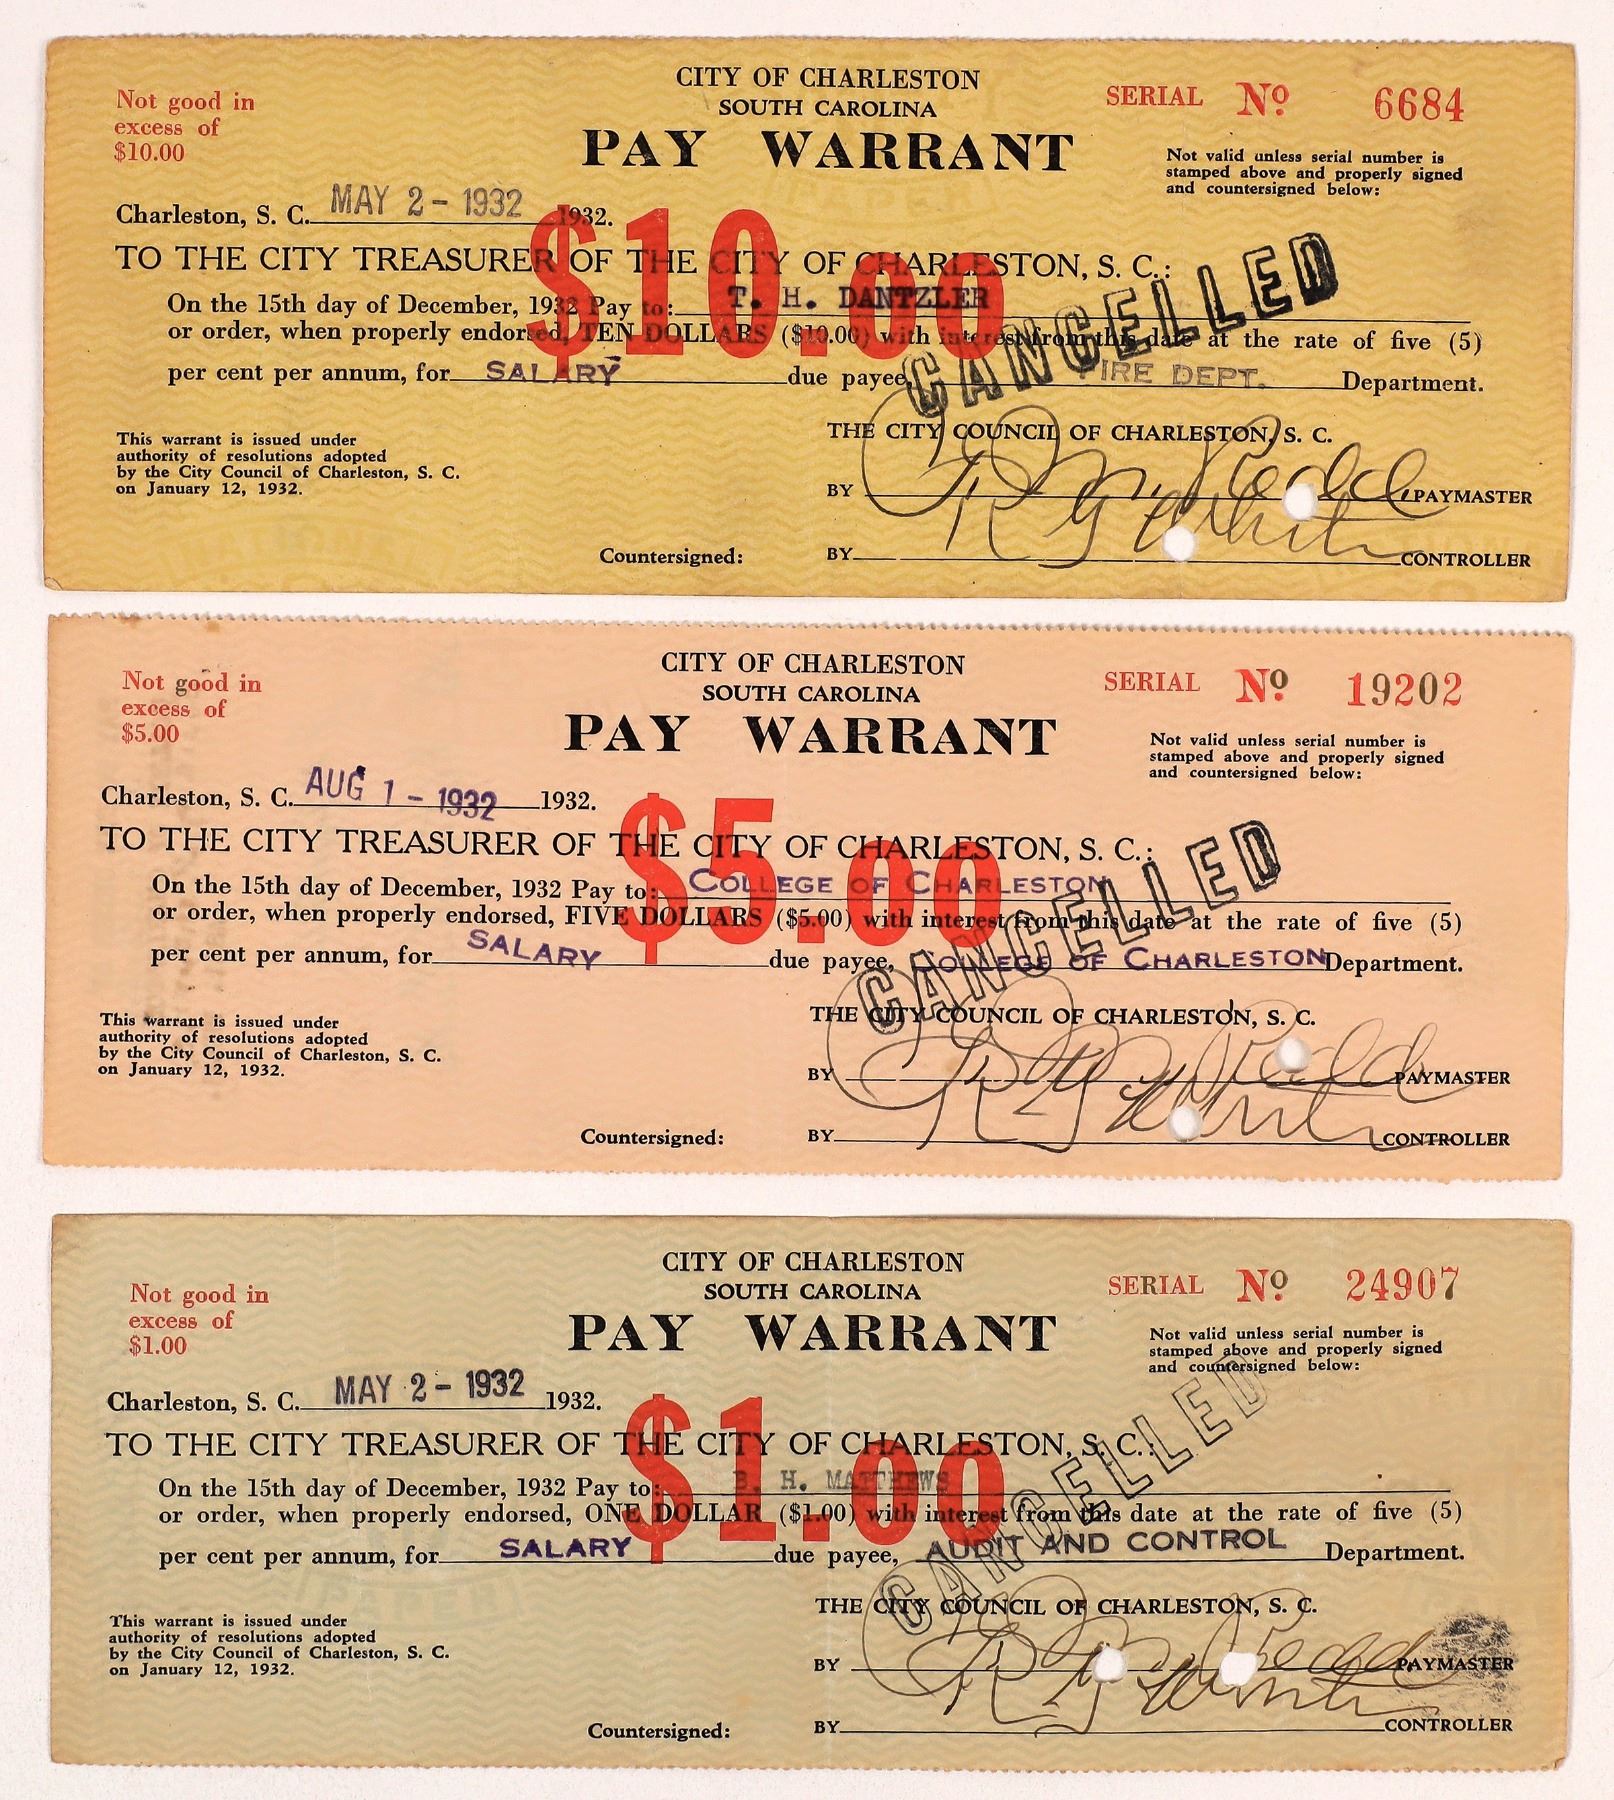 CITY OF CHARLESTON
SOUTH CAROLINA
PAY WARRANT
Not good in
excess of
$10.00
SERIAL Nº 6684
Not valid unless serial number is
stamped above and properly signed
and countersigned below:
Charleston, S. C. MAY 2 - 1932 1932.
$10.00
TO THE CITY TREASURER OF THE CITY OF CHARLESTON, S. C.:
On the 15th day of December, 1932 Pay to: T. H. DANTZLER
or order, when properly endorsed, TEN DOLLARS ($10.00) with interest from this date at the rate of five (5)
per cent per annum, for SALARY due payee, FIRE DEPT. Department.
CANCELLED
This warrant is issued under
authority of resolutions adopted
by the City Council of Charleston, S. C.
on January 12, 1932.
THE CITY COUNCIL OF CHARLESTON, S. C.
BY PAYMASTER
Countersigned: BY CONTROLLER
CITY OF CHARLESTON
SOUTH CAROLINA
PAY WARRANT
Not good in
excess of
$5.00
SERIAL Nº 19202
Not valid unless serial number is
stamped above and properly signed
and countersigned below:
Charleston, S. C. AUG 1 - 1932 1932.
$5.00
TO THE CITY TREASURER OF THE CITY OF CHARLESTON, S. C.:
On the 15th day of December, 1932 Pay to: COLLEGE OF CHARLESTON
or order, when properly endorsed, FIVE DOLLARS ($5.00) with interest from this date at the rate of five (5)
per cent per annum, for SALARY due payee, COLLEGE OF CHARLESTON Department.
CANCELLED
This warrant is issued under
authority of resolutions adopted
by the City Council of Charleston, S. C.
on January 12, 1932.
THE CITY COUNCIL OF CHARLESTON, S. C.
BY PAYMASTER
Countersigned: BY CONTROLLER
CITY OF CHARLESTON
SOUTH CAROLINA
PAY WARRANT
Not good in
excess of
$1.00
SERIAL Nº 24907
Not valid unless serial number is
stamped above and properly signed
and countersigned below:
Charleston, S. C. MAY 2 - 1932 1932.
$1.00
TO THE CITY TREASURER OF THE CITY OF CHARLESTON, S. C.:
On the 15th day of December, 1932 Pay to: H. MATTHEWS
or order, when properly endorsed, ONE DOLLAR ($1.00) with interest from this date at the rate of five (5)
per cent per annum, for SALARY due payee, AUDIT AND CONTROL Department.
CANCELLED
This warrant is issued under
authority of resolutions adopted
by the City Council of Charleston, S. C.
on January 12, 1932.
THE CITY COUNCIL OF CHARLESTON, S. C.
BY PAYMASTER
Countersigned: BY CONTROLLER